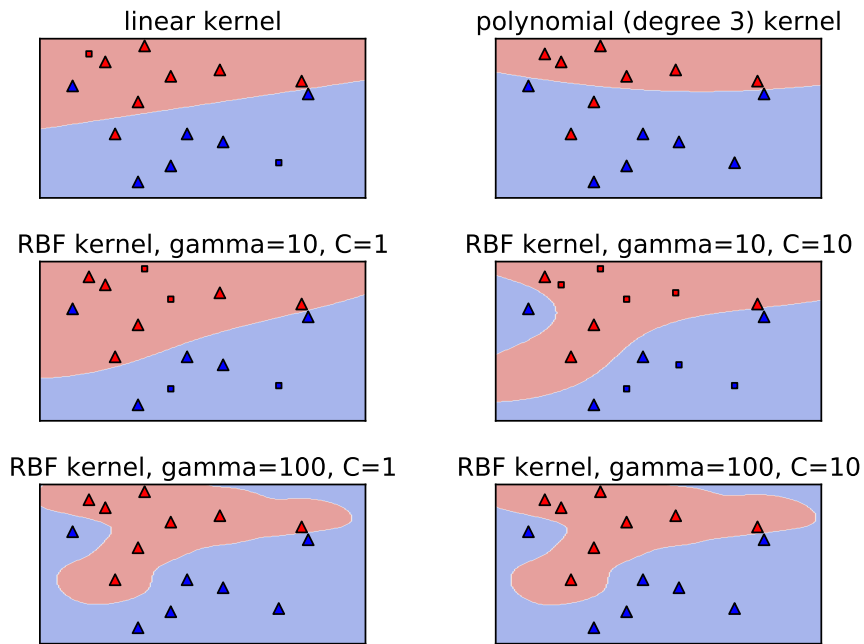 linear kernel
polynomial (degree 3) kernel
RBF kernel, gamma=10, C=1
RBF kernel, gamma=10, C=10
RBF kernel, gamma=100, C=1
RBF kernel, gamma=100, C=10